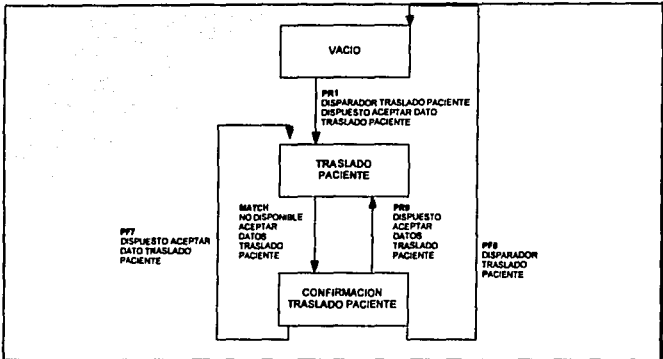 VACIO
PR1
DISPARADOR TRASLADO PACIENTE
DISPUESTO ACEPTAR DATO
TRASLADO PACIENTE
TRASLADO
PACIENTE
PF7
DISPUESTO ACEPTAR
DATO TRASLADO
PACIENTE
MATCH
NO DISPONIBLE
ACEPTAR
DATOS
TRASLADO
PACIENTE
PR9
DISPUESTO
ACEPTAR
DATOS
TRASLADO
PACIENTE
PF8
DISPARADOR
TRASLADO
PACIENTE
CONFIRMACION
TRASLADO PACIENTE